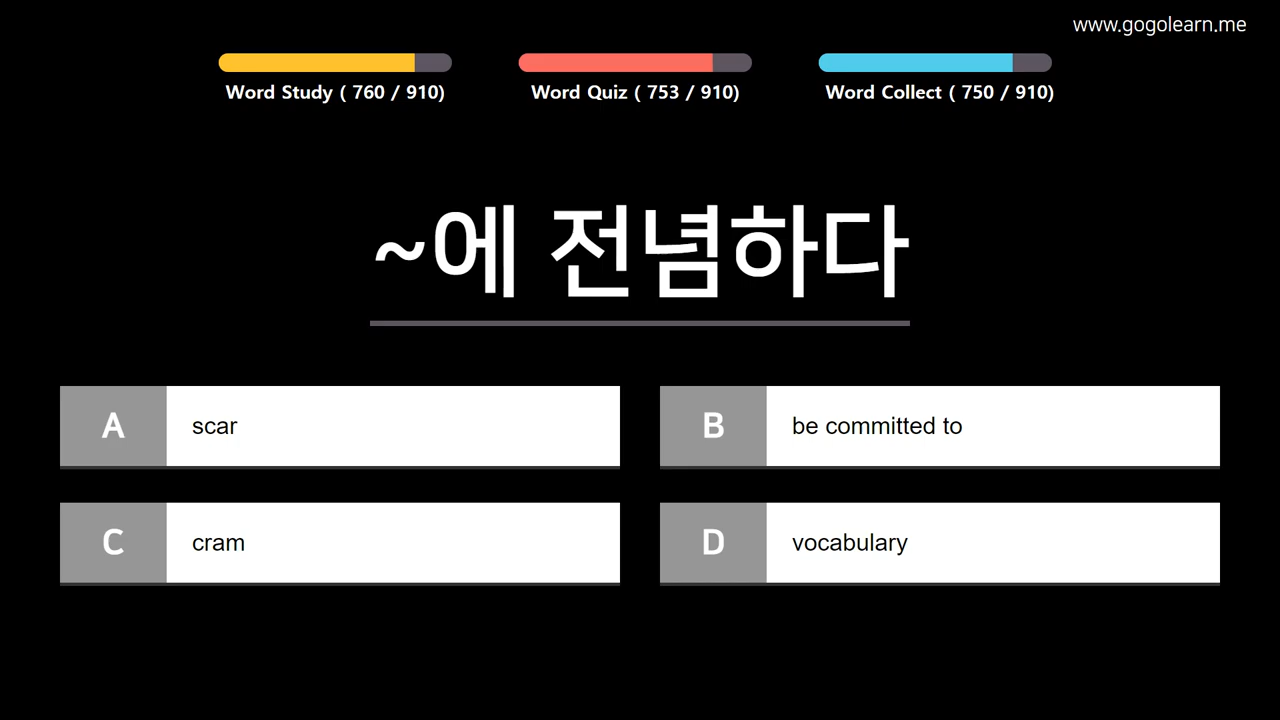 www.gogolearn.me
Word Study ( 760 / 910)
Word Quiz ( 753 / 910)
Word Collect ( 750 / 910)
~에 전념하다
A scar
B be committed to
C cram
D vocabulary